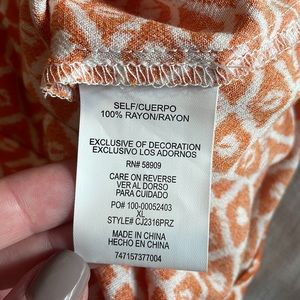 SELF/CUERPO
100% RAYON/RAYON
EXCLUSIVE OF DECORATION
EXCLUSIVO LOS ADORNOS
RN# 58909
CARE ON REVERSE
VER AL DORSO
PARA CUIDADO
PO# 100-00052403
XL
STYLE# CJ2316PRZ
MADE IN CHINA
HECHO EN CHINA
747157377004